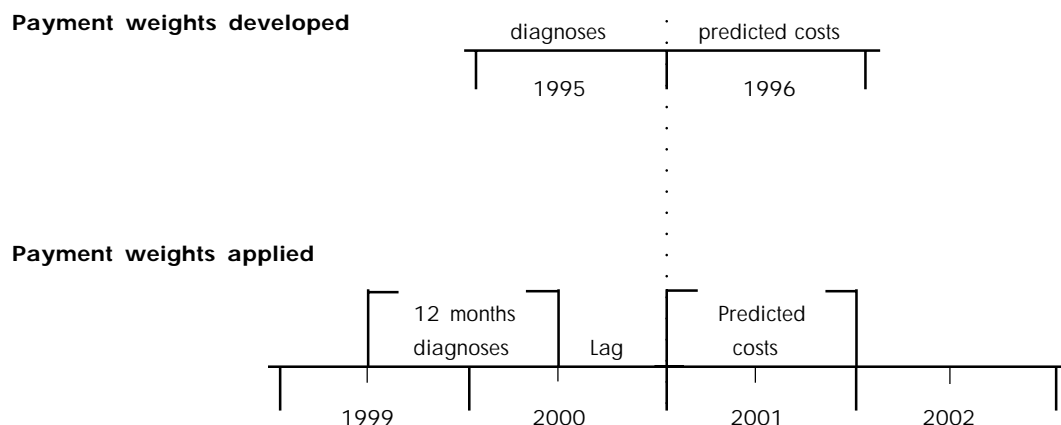 Payment weights developed
diagnoses predicted costs
1995 1996
Payment weights applied
12 months
diagnoses
Lag
Predicted
costs
1999 2000 2001 2002